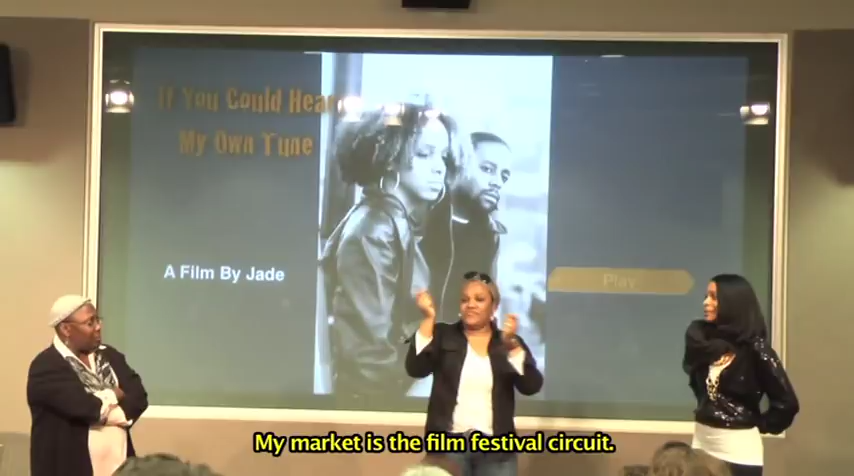 If You Could Hear
My Own Tune
A Film By Jade
Play
My market is the film festival circuit.